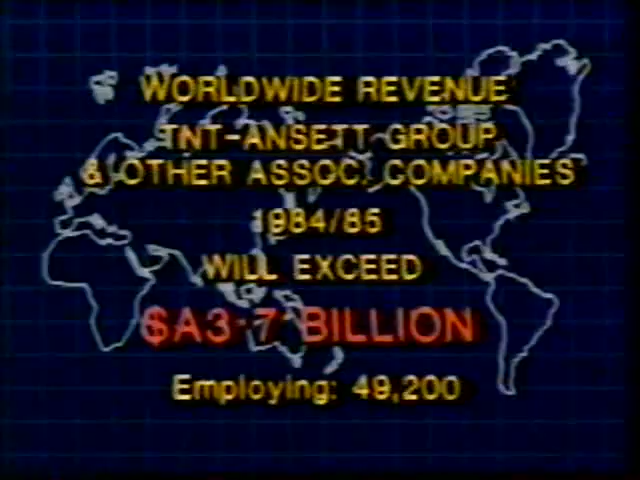 WORLDWIDE REVENUE
TNT-ANSETT GROUP
& OTHER ASSOC. COMPANIES
1984/85
WILL EXCEED
$A3·7 BILLION
Employing: 49,200